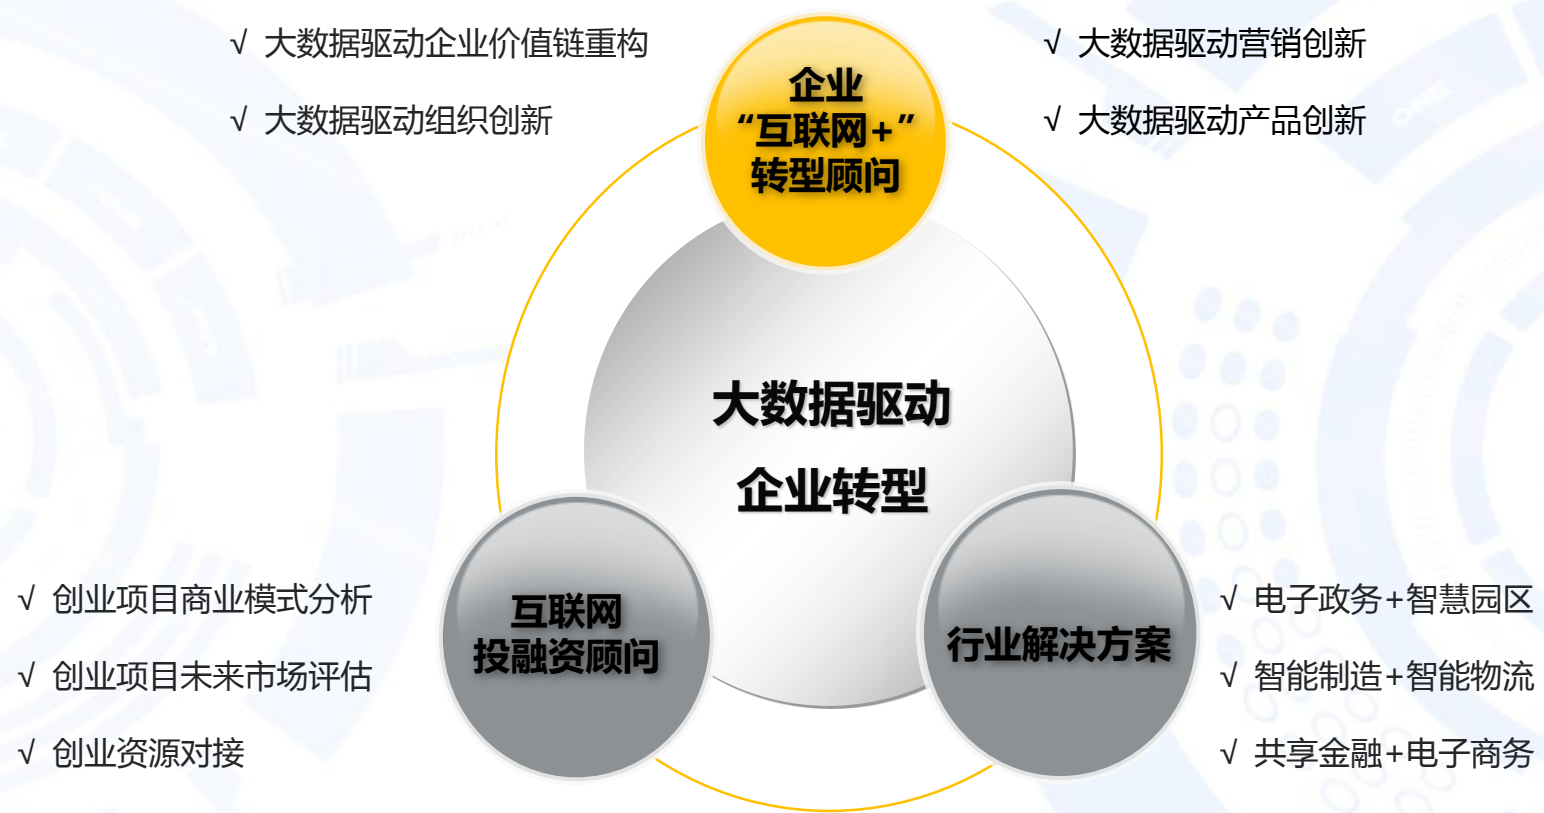 √ 大数据驱动企业价值链重构
√ 大数据驱动组织创新
企业
“互联网+”
转型顾问
√ 大数据驱动营销创新
√ 大数据驱动产品创新
大数据驱动
企业转型
√ 创业项目商业模式分析
√ 创业项目未来市场评估
√ 创业资源对接
互联网
投融资顾问
行业解决方案
√ 电子政务+智慧园区
√ 智能制造+智能物流
√ 共享金融+电子商务